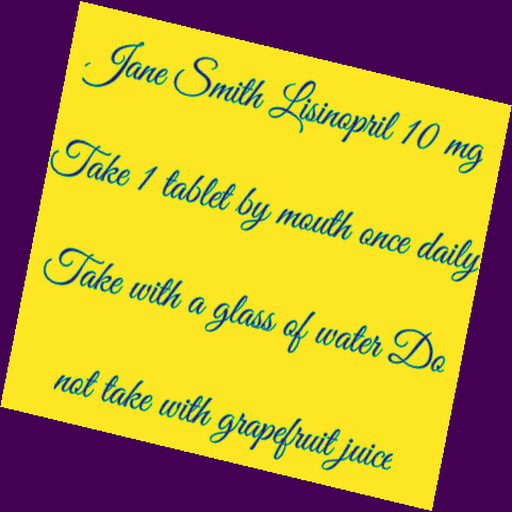 Jane Smith Lisinopril 10 mg
Take 1 tablet by mouth once daily
Take with a glass of water Do
not take with grapefruit juice